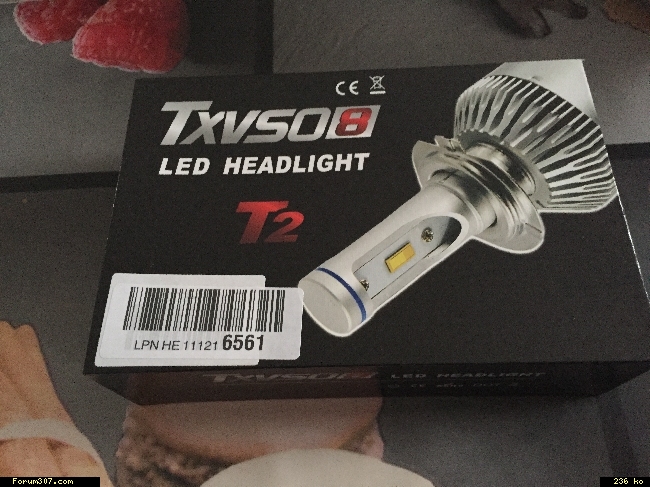 CE
TXVSO8
LED HEADLIGHT
T2
LPN HE 11121 6561
TXVSO8 LED HEADLIGHT
Forum307.com
236 ko